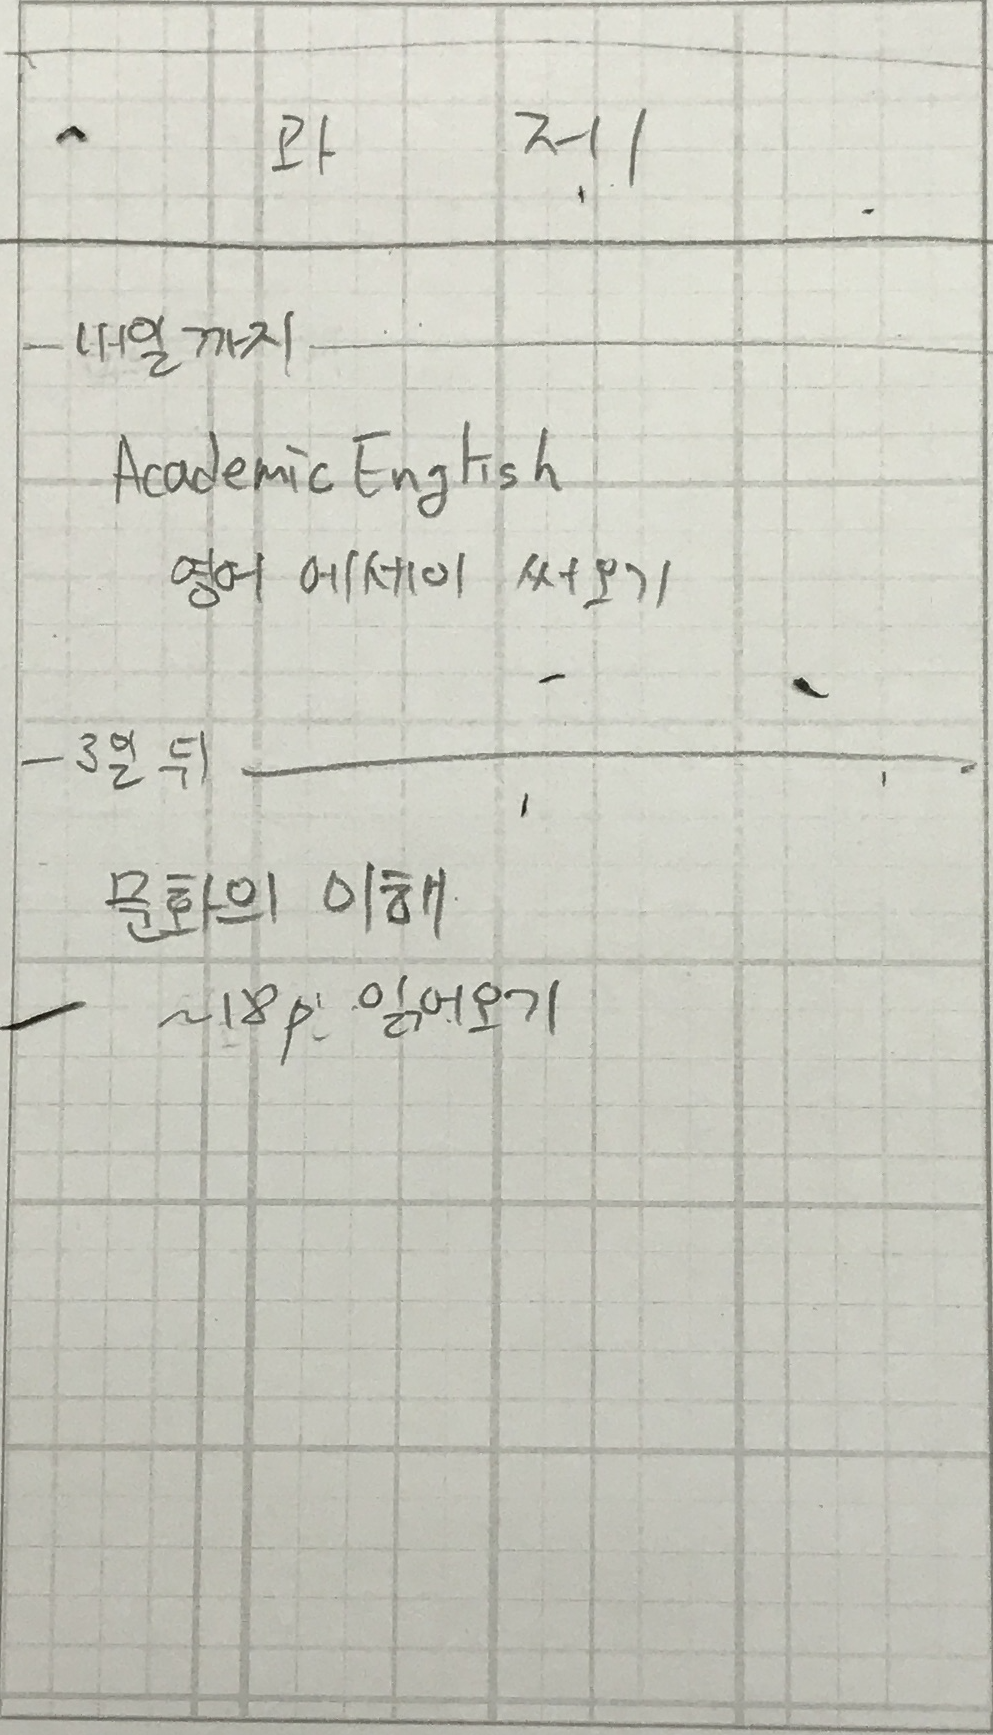 과 제
내일까지
Academic English
영어 에세이 써오기
3일 뒤
문화의 이해
~18p. 읽어오기